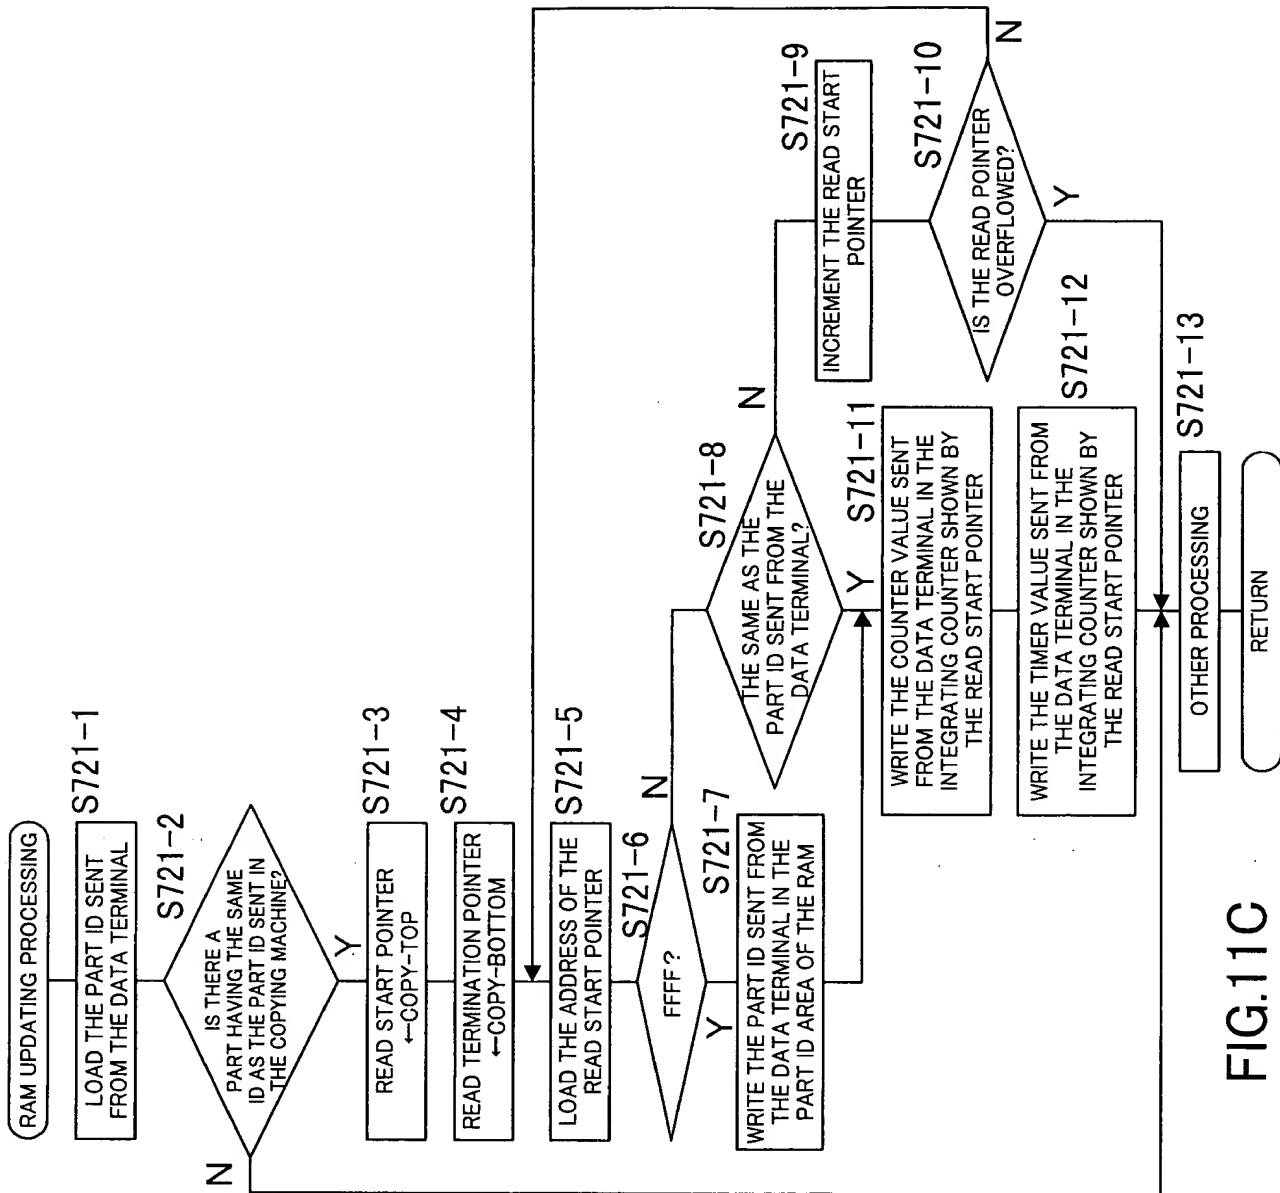 RAM UPDATING PROCESSING
LOAD THE PART ID SENT
FROM THE DATA TERMINAL
S721-1
S721-2
IS THERE A
PART HAVING THE SAME
ID AS THE PART ID SENT IN
THE COPYING MACHINE?
N
Y
READ START POINTER
←COPY-TOP
S721-3
READ TERMINATION POINTER
←COPY-BOTTOM
S721-4
LOAD THE ADDRESS OF THE
READ START POINTER
S721-5
S721-6
FFFF?
N
Y
S721-7
WRITE THE PART ID SENT FROM
THE DATA TERMINAL IN THE
PART ID AREA OF THE RAM
S721-8
THE SAME AS THE
PART ID SENT FROM THE
DATA TERMINAL?
N
Y
S721-9
INCREMENT THE READ START
POINTER
S721-10
IS THE READ POINTER
OVERFLOWED?
N
Y
S721-11
WRITE THE COUNTER VALUE SENT
FROM THE DATA TERMINAL IN THE
INTEGRATING COUNTER SHOWN BY
THE READ START POINTER
S721-12
WRITE THE TIMER VALUE SENT FROM
THE DATA TERMINAL IN THE
INTEGRATING COUNTER SHOWN BY
THE READ START POINTER
S721-13
OTHER PROCESSING
RETURN
FIG.11C